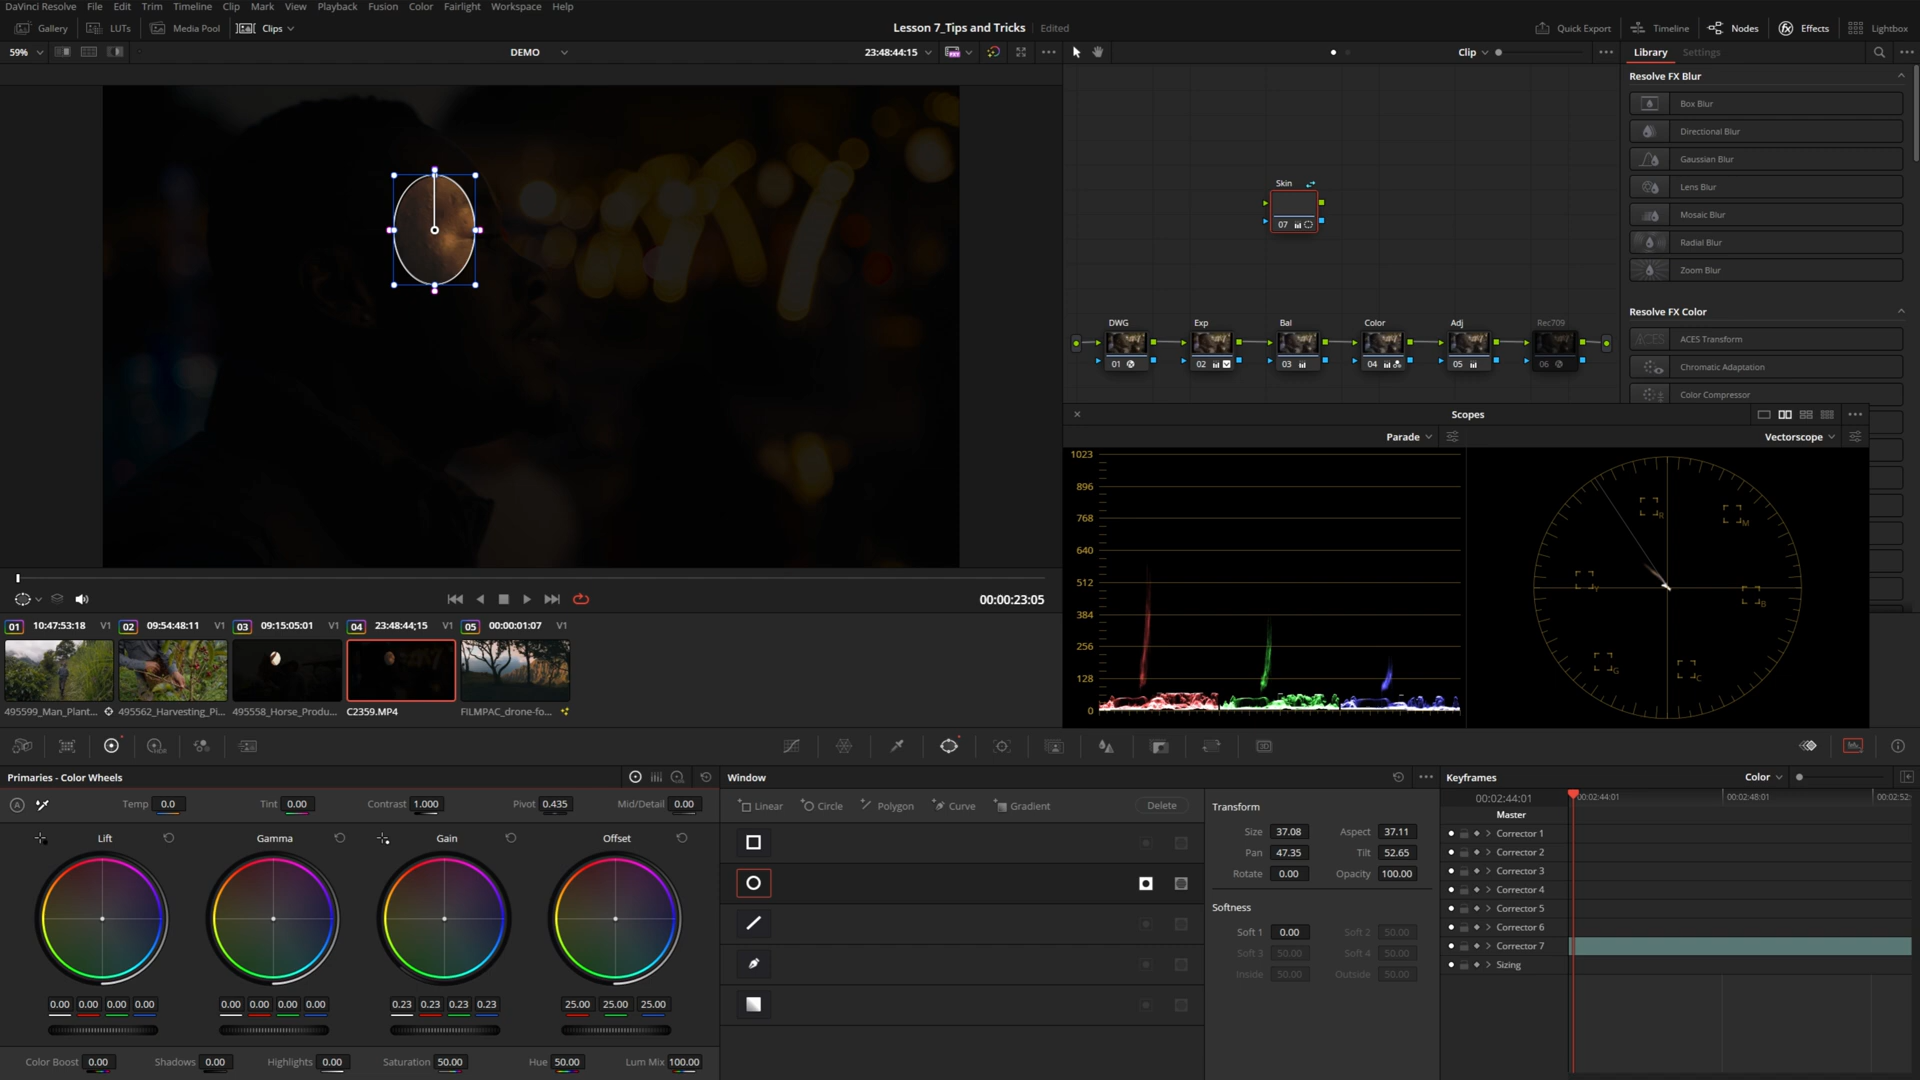 DaVinci Resolve File Edit Trim Timeline Clip Mark View Playback Fusion Color Fairlight Workspace Help
Gallery LUTs Media Pool Clips Lesson 7_Tips and Tricks Edited Quick Export Timeline Nodes Effects Lightbox
59% DEMO 23:48:44:15 Clip Library Settings
Resolve FX Blur
Box Blur
Directional Blur
Gaussian Blur
Lens Blur
Mosaic Blur
Radial Blur
Zoom Blur
Resolve FX Color
ACES Transform
Chromatic Adaptation
Color Compressor
Skin
07
DWG Exp Bal Color Adj Rec709
01 02 03 04 05 06
Scopes
Parade Vectorscope
1023
896
768
640
512
384
256
128
0
R M
Y B
G C
00:00:23:05
01 10:47:53:18 V1 02 09:54:48:11 V1 03 09:15:05:01 V1 04 23:48:44;15 V1 05 00:00:01:07 V1
495599_Man_Plant... 495562_Harvesting_Pi... 495558_Horse_Produ... C2359.MP4 FILMPAC_drone-fo...
Primaries - Color Wheels
A Temp 0.0 Tint 0.00 Contrast 1.000 Pivot 0.435 Mid/Detail 0.00
Lift Gamma Gain Offset
0.00 0.00 0.00 0.00 0.00 0.00 0.00 0.00 0.23 0.23 0.23 0.23 25.00 25.00 25.00
Color Boost 0.00 Shadows 0.00 Highlights 0.00 Saturation 50.00 Hue 50.00 Lum Mix 100.00
Window
Linear Circle Polygon Curve Gradient Delete
Transform
Size 37.08 Aspect 37.11
Pan 47.35 Tilt 52.65
Rotate 0.00 Opacity 100.00
Softness
Soft 1 0.00 Soft 2 50.00
Soft 3 50.00 Soft 4 50.00
Inside 50.00 Outside 50.00
Keyframes Color
00:02:44:01 00:02:44:01 00:02:48:01 00:02:52:
Master
Corrector 1
Corrector 2
Corrector 3
Corrector 4
Corrector 5
Corrector 6
Corrector 7
Sizing